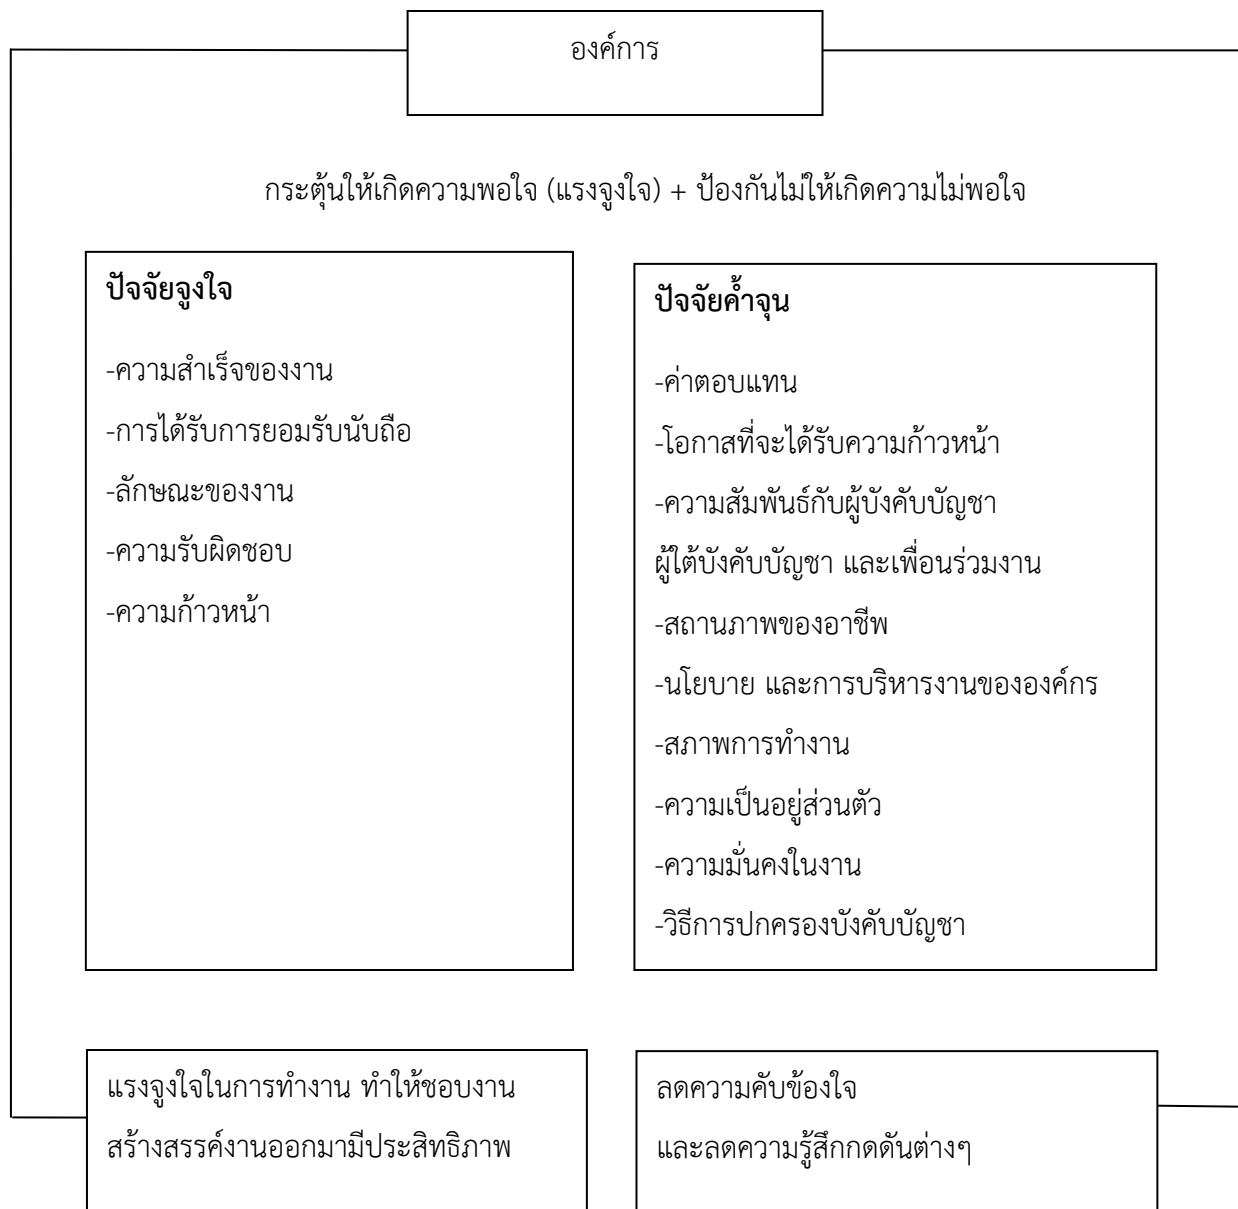 องค์การ
กระตุ้นให้เกิดความพอใจ (แรงจูงใจ) + ป้องกันไม่ให้เกิดความไม่พอใจ
ปัจจัยจูงใจ
-ความสำเร็จของงาน
-การได้รับการยอมรับนับถือ
-ลักษณะของงาน
-ความรับผิดชอบ
-ความก้าวหน้า
ปัจจัยค้ำจุน
-ค่าตอบแทน
-โอกาสที่จะได้รับความก้าวหน้า
-ความสัมพันธ์กับผู้บังคับบัญชา
ผู้ใต้บังคับบัญชา และเพื่อนร่วมงาน
-สถานภาพของอาชีพ
-นโยบาย และการบริหารงานขององค์กร
-สภาพการทำงาน
-ความเป็นอยู่ส่วนตัว
-ความมั่นคงในงาน
-วิธีการปกครองบังคับบัญชา
แรงจูงใจในการทำงาน ทำให้ชอบงาน
สร้างสรรค์งานออกมามีประสิทธิภาพ
ลดความคับข้องใจ
และลดความรู้สึกกดดันต่างๆ